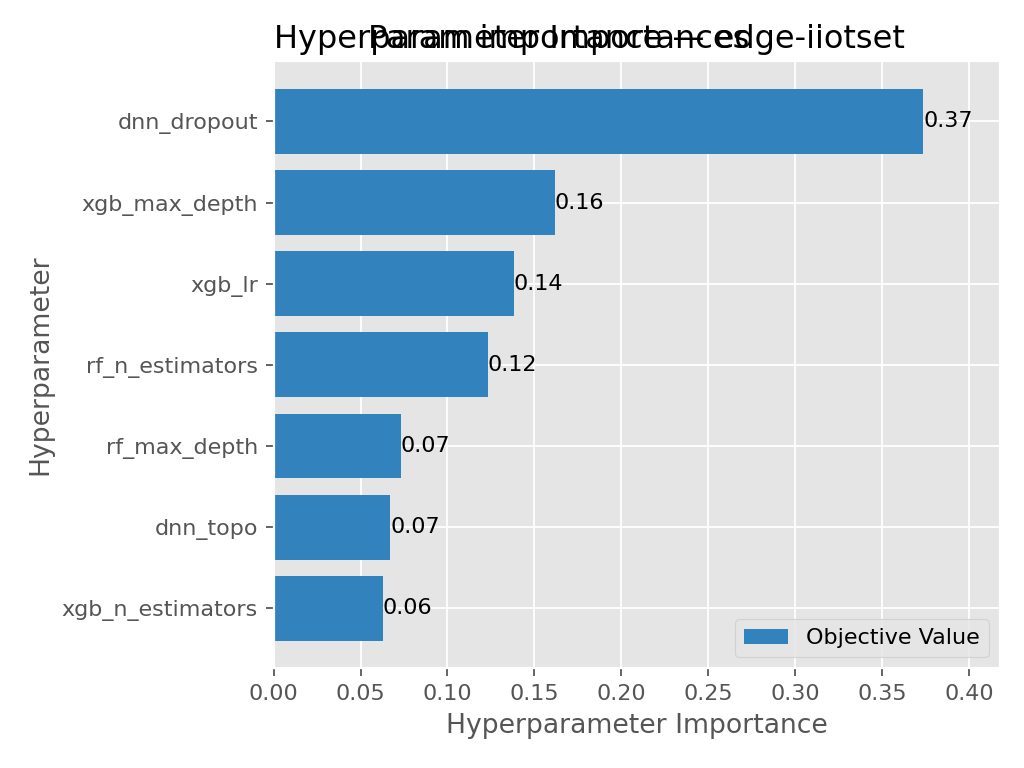 Hyperparameter Importances
Param importance — edge-iiotset
Hyperparameter
dnn_dropout
0.37
xgb_max_depth
0.16
xgb_lr
0.14
rf_n_estimators
0.12
rf_max_depth
0.07
dnn_topo
0.07
xgb_n_estimators
0.06
Objective Value
0.00 0.05 0.10 0.15 0.20 0.25 0.30 0.35 0.40
Hyperparameter Importance